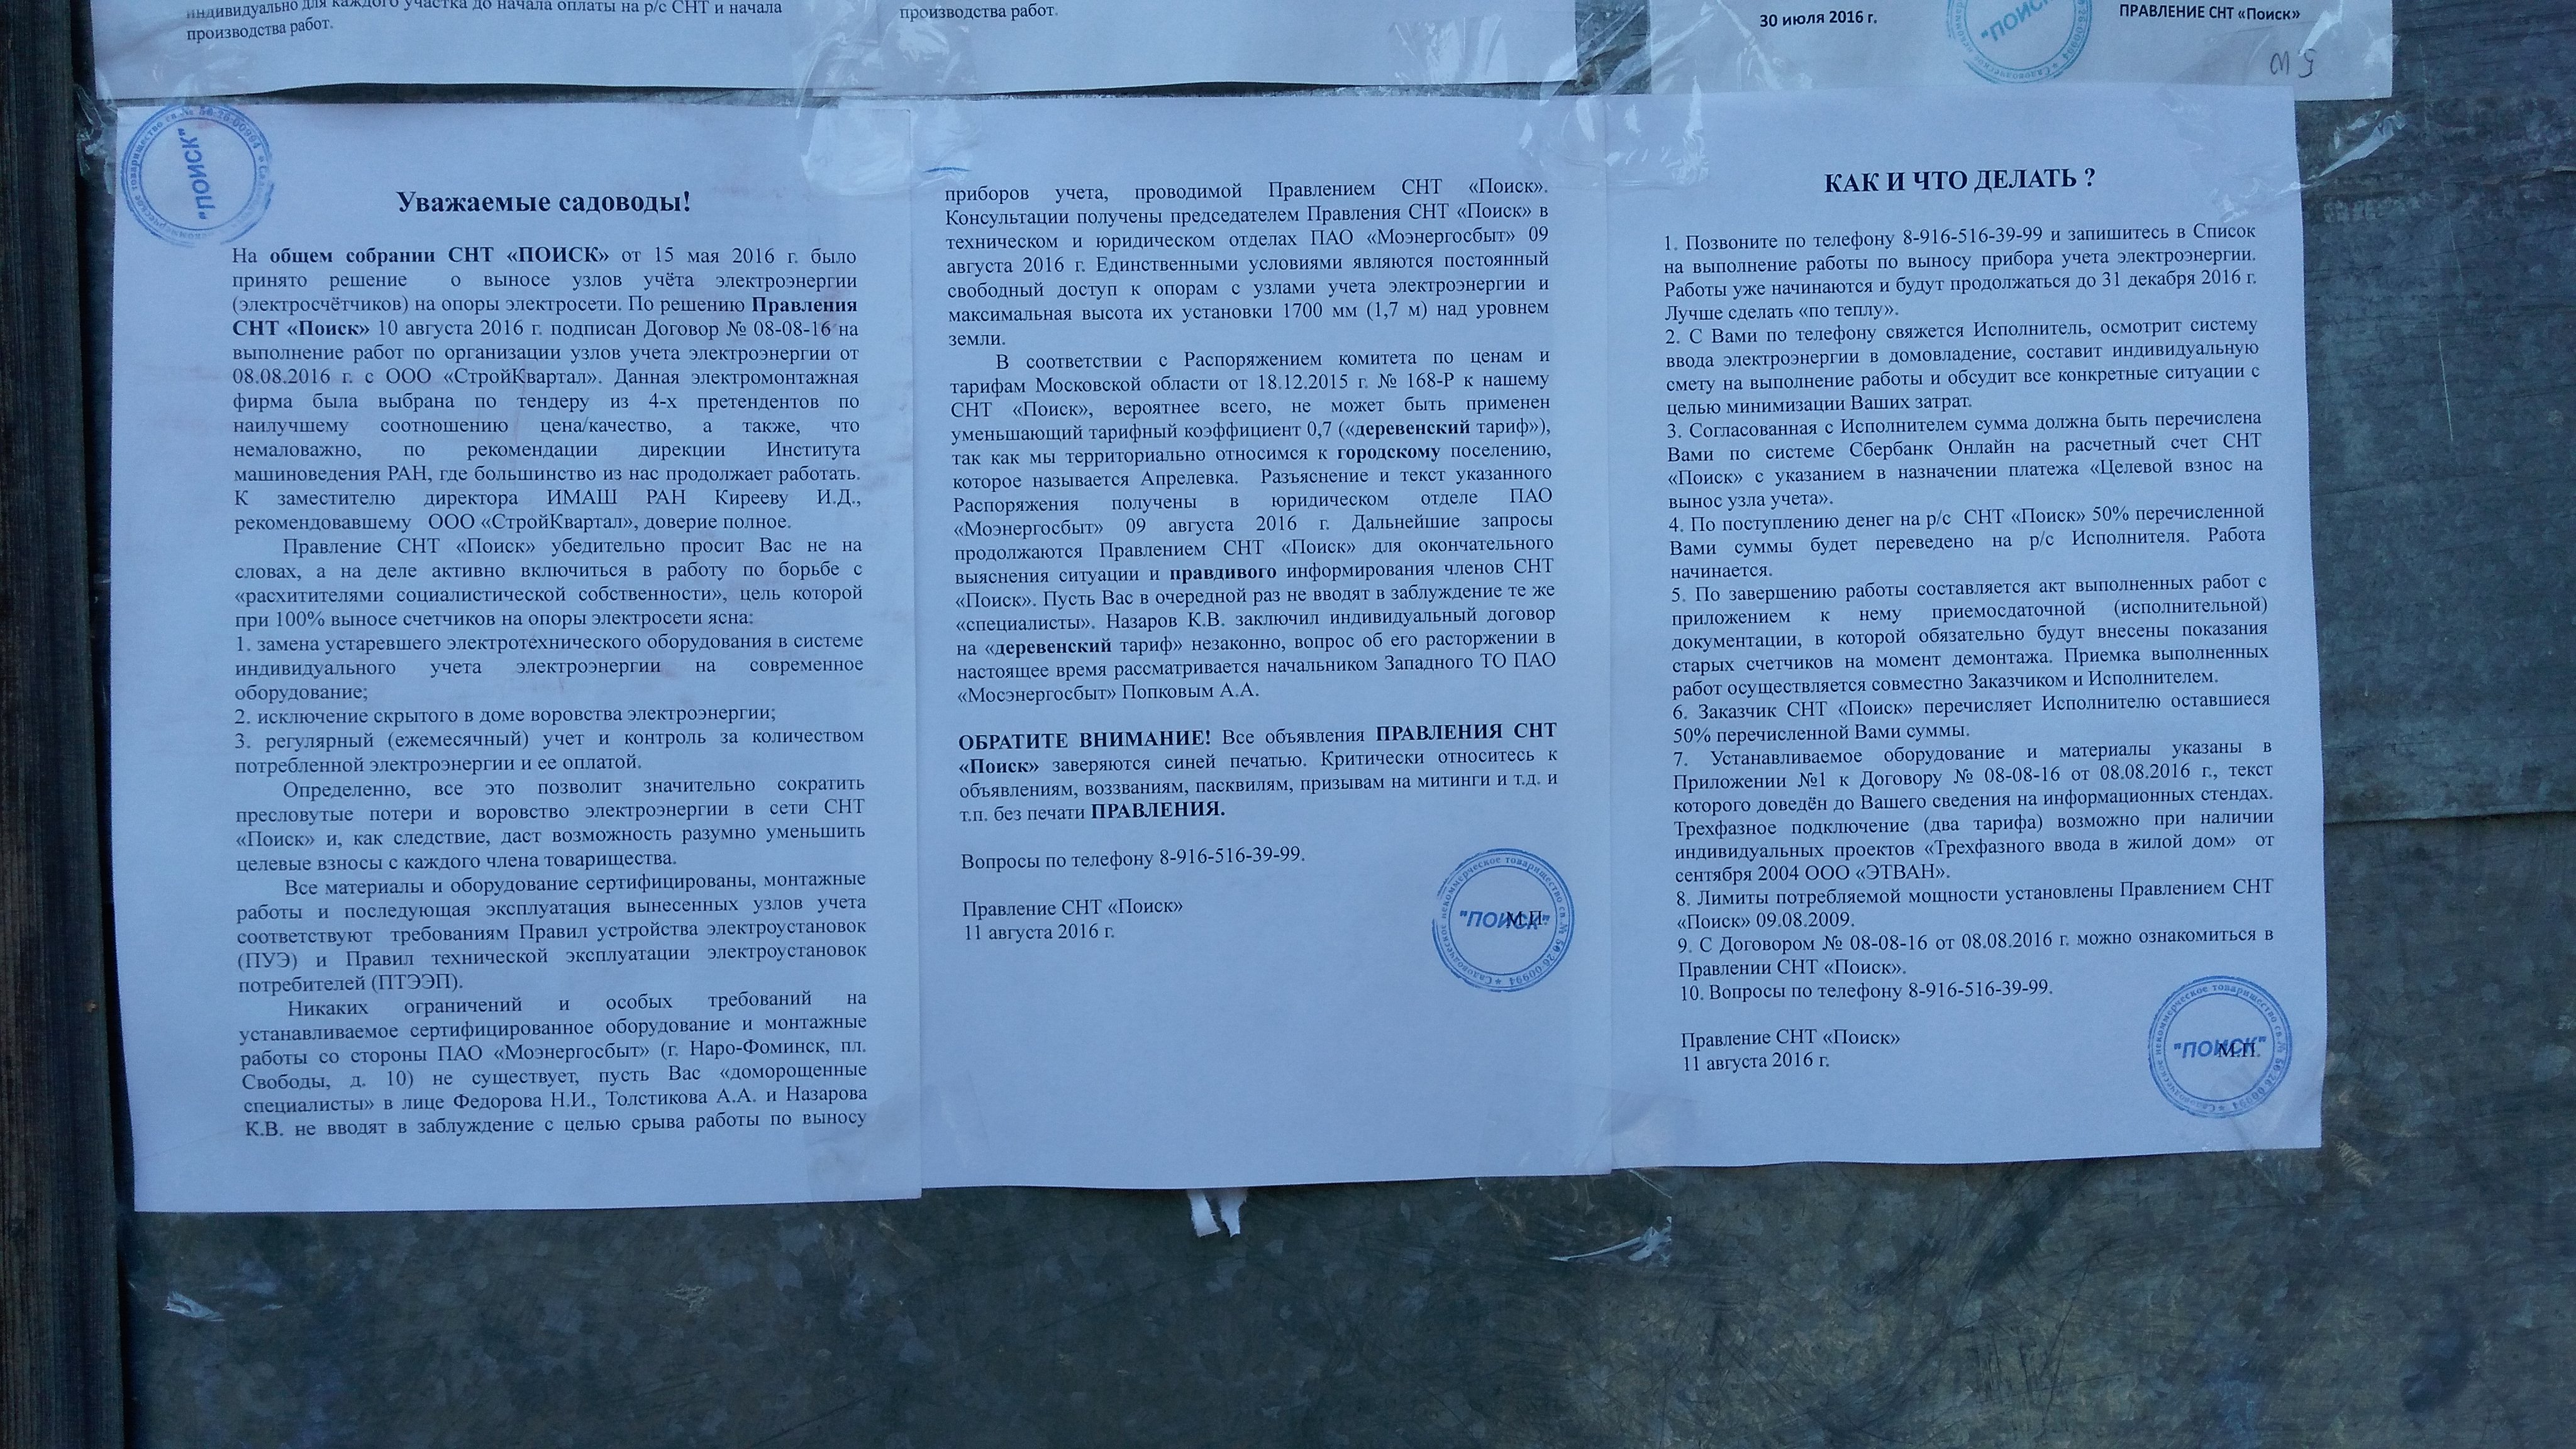 индивидуально для каждого участка до начала оплаты на р/с СНТ и начала
производства работ.
производства работ.
30 июля 2016 г.
ПРАВЛЕНИЕ СНТ «Поиск»
"ПОИСК"
"ПОИСК"
Уважаемые садоводы!
На общем собрании СНТ «ПОИСК» от 15 мая 2016 г. было
принято решение о выносе узлов учёта электроэнергии
(электросчётчиков) на опоры электросети. По решению Правления
СНТ «Поиск» 10 августа 2016 г. подписан Договор № 08-08-16 на
выполнение работ по организации узлов учета электроэнергии от
08.08.2016 г. с ООО «СтройКвартал». Данная электромонтажная
фирма была выбрана по тендеру из 4-х претендентов по
наилучшему соотношению цена/качество, а также, что
немаловажно, по рекомендации дирекции Института
машиноведения РАН, где большинство из нас продолжает работать.
К заместителю директора ИМАШ РАН Кирееву И.Д.,
рекомендовавшему ООО «СтройКвартал», доверие полное.
Правление СНТ «Поиск» убедительно просит Вас не на
словах, а на деле активно включиться в работу по борьбе с
«расхитителями социалистической собственности», цель которой
при 100% выносе счетчиков на опоры электросети ясна:
1. замена устаревшего электротехнического оборудования в системе
индивидуального учета электроэнергии на современное
оборудование;
2. исключение скрытого в доме воровства электроэнергии;
3. регулярный (ежемесячный) учет и контроль за количеством
потребленной электроэнергии и ее оплатой.
Определенно, все это позволит значительно сократить
пресловутые потери и воровство электроэнергии в сети СНТ
«Поиск» и, как следствие, даст возможность разумно уменьшить
целевые взносы с каждого члена товарищества.
Все материалы и оборудование сертифицированы, монтажные
работы и последующая эксплуатация вынесенных узлов учета
соответствуют требованиям Правил устройства электроустановок
(ПУЭ) и Правил технической эксплуатации электроустановок
потребителей (ПТЭЭП).
Никаких ограничений и особых требований на
устанавливаемое сертифицированное оборудование и монтажные
работы со стороны ПАО «Моэнергосбыт» (г. Наро-Фоминск, пл.
Свободы, д. 10) не существует, пусть Вас «доморощенные
специалисты» в лице Федорова Н.И., Толстикова А.А. и Назарова
К.В. не вводят в заблуждение с целью срыва работы по выносу
приборов учета, проводимой Правлением СНТ «Поиск».
Консультации получены председателем Правления СНТ «Поиск» в
техническом и юридическом отделах ПАО «Моэнергосбыт» 09
августа 2016 г. Единственными условиями являются постоянный
свободный доступ к опорам с узлами учета электроэнергии и
максимальная высота их установки 1700 мм (1,7 м) над уровнем
земли.
В соответствии с Распоряжением комитета по ценам и
тарифам Московской области от 18.12.2015 г. № 168-Р к нашему
СНТ «Поиск», вероятнее всего, не может быть применен
уменьшающий тарифный коэффициент 0,7 («деревенский тариф»),
так как мы территориально относимся к городскому поселению,
которое называется Апрелевка. Разъяснение и текст указанного
Распоряжения получены в юридическом отделе ПАО
«Моэнергосбыт» 09 августа 2016 г. Дальнейшие запросы
продолжаются Правлением СНТ «Поиск» для окончательного
выяснения ситуации и правдивого информирования членов СНТ
«Поиск». Пусть Вас в очередной раз не вводят в заблуждение те же
«специалисты». Назаров К.В. заключил индивидуальный договор
на «деревенский тариф» незаконно, вопрос об его расторжении в
настоящее время рассматривается начальником Западного ТО ПАО
«Мосэнергосбыт» Попковым А.А.
ОБРАТИТЕ ВНИМАНИЕ! Все объявления ПРАВЛЕНИЯ СНТ
«Поиск» заверяются синей печатью. Критически относитесь к
объявлениям, воззваниям, пасквилям, призывам на митинги и т.д. и
т.п. без печати ПРАВЛЕНИЯ.
Вопросы по телефону 8-916-516-39-99.
Правление СНТ «Поиск»
11 августа 2016 г.
М.П.
"ПОИСК"
Садоводческое некоммерческое товарищество св.№ 56-26-00994
КАК И ЧТО ДЕЛАТЬ ?
1. Позвоните по телефону 8-916-516-39-99 и запишитесь в Список
на выполнение работы по выносу прибора учета электроэнергии.
Работы уже начинаются и будут продолжаться до 31 декабря 2016 г.
Лучше сделать «по теплу».
2. С Вами по телефону свяжется Исполнитель, осмотрит систему
ввода электроэнергии в домовладение, составит индивидуальную
смету на выполнение работы и обсудит все конкретные ситуации с
целью минимизации Ваших затрат.
3. Согласованная с Исполнителем сумма должна быть перечислена
Вами по системе Сбербанк Онлайн на расчетный счет СНТ
«Поиск» с указанием в назначении платежа «Целевой взнос на
вынос узла учета».
4. По поступлению денег на р/с СНТ «Поиск» 50% перечисленной
Вами суммы будет переведено на р/с Исполнителя. Работа
начинается.
5. По завершению работы составляется акт выполненных работ с
приложением к нему приемосдаточной (исполнительной)
документации, в которой обязательно будут внесены показания
старых счетчиков на момент демонтажа. Приемка выполненных
работ осуществляется совместно Заказчиком и Исполнителем.
6. Заказчик СНТ «Поиск» перечисляет Исполнителю оставшиеся
50% перечисленной Вами суммы.
7. Устанавливаемое оборудование и материалы указаны в
Приложении №1 к Договору № 08-08-16 от 08.08.2016 г., текст
которого доведён до Вашего сведения на информационных стендах.
Трехфазное подключение (два тарифа) возможно при наличии
индивидуальных проектов «Трехфазного ввода в жилой дом» от
сентября 2004 ООО «ЭТВАН».
8. Лимиты потребляемой мощности установлены Правлением СНТ
«Поиск» 09.08.2009.
9. С Договором № 08-08-16 от 08.08.2016 г. можно ознакомиться в
Правлении СНТ «Поиск».
10. Вопросы по телефону 8-916-516-39-99.
Правление СНТ «Поиск»
11 августа 2016 г.
М.П.
"ПОИСК"
Садоводческое некоммерческое товарищество св.№ 56-26-00994